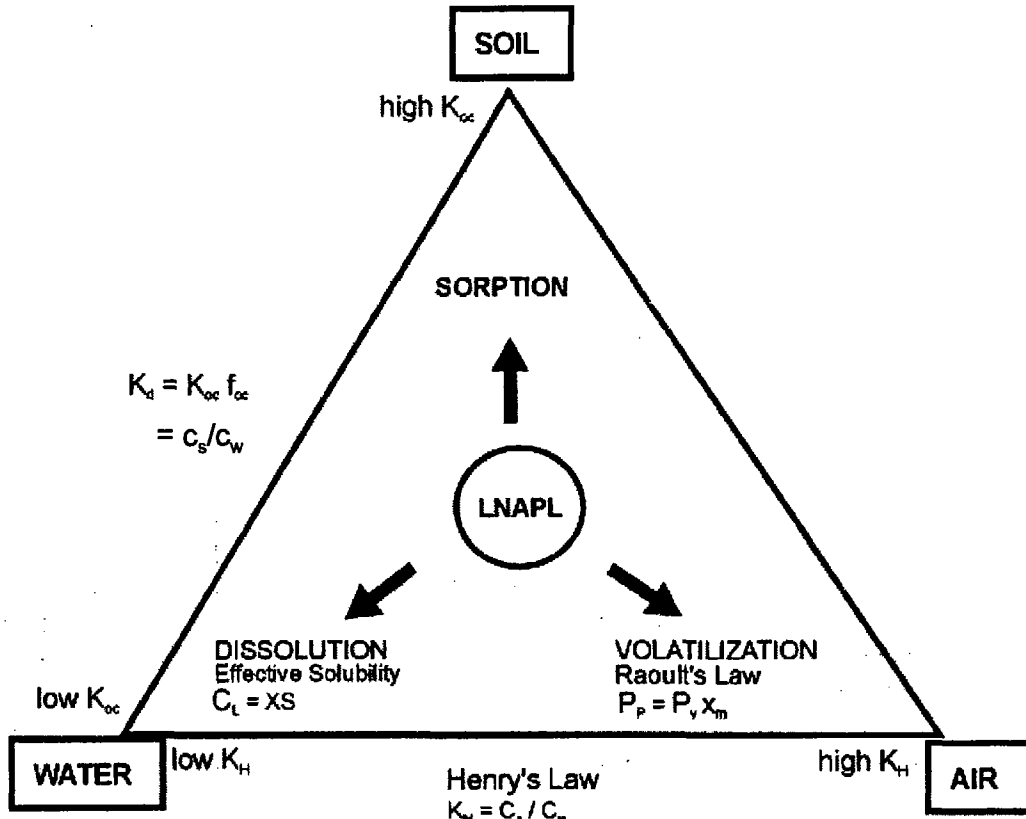 SOIL
high K_oc
SORPTION
K_d = K_oc f_oc
= c_s/c_w
LNAPL
DISSOLUTION
Effective Solubility
C_L = XS
VOLATILIZATION
Raoult's Law
P_P = P_v x_m
low K_oc
WATER
low K_H
Henry's Law
high K_H
AIR